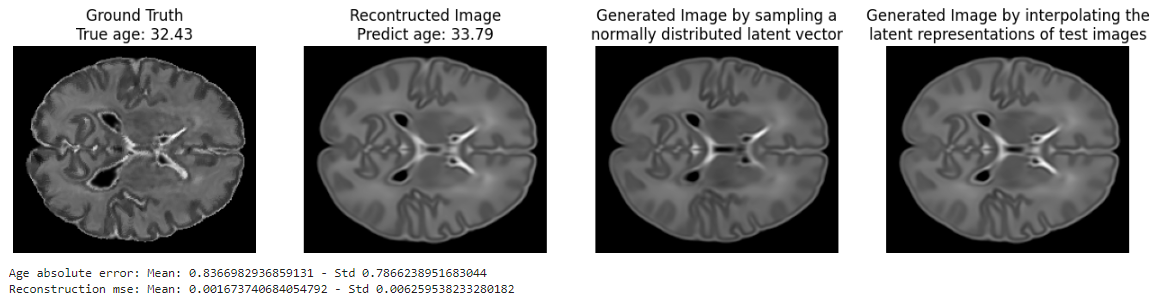 Ground Truth
True age: 32.43
Recontructed Image
Predict age: 33.79
Generated Image by sampling a
normally distributed latent vector
Generated Image by interpolating the
latent representations of test images
Age absolute error: Mean: 0.8366982936859131 - Std 0.7866238951683044
Reconstruction mse: Mean: 0.001673740684054792 - Std 0.006259538233280182